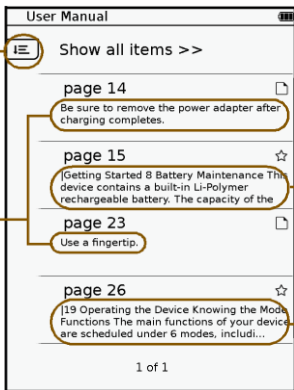 User Manual
Show all items >>
page 14
Be sure to remove the power adapter after
charging completes.
page 15
|Getting Started 8 Battery Maintenance This
device contains a built-in Li-Polymer
rechargeable battery. The capacity of the
page 23
Use a fingertip.
page 26
|19 Operating the Device Knowing the Mode
Functions The main functions of your device
are scheduled under 6 modes, includi...
1 of 1